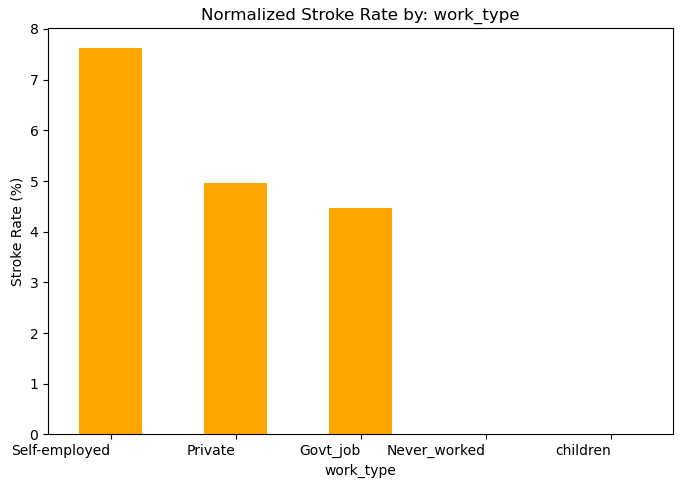 Normalized Stroke Rate by: work_type
8
7
6
5
4
3
2
1
0
Stroke Rate (%)
Self-employed Private Govt_job Never_worked children
work_type